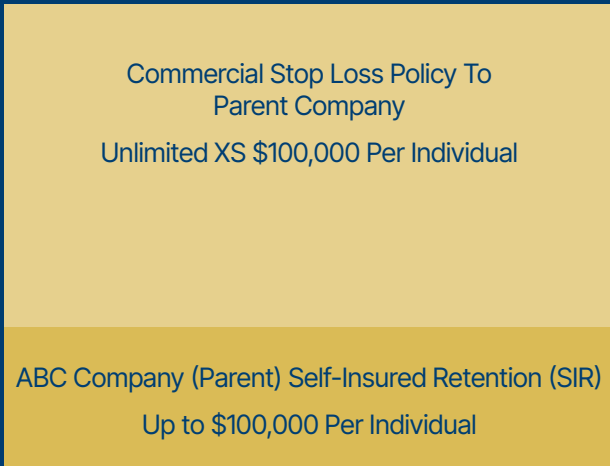 Commercial Stop Loss Policy To
Parent Company
Unlimited XS $100,000 Per Individual
ABC Company (Parent) Self-Insured Retention (SIR)
Up to $100,000 Per Individual